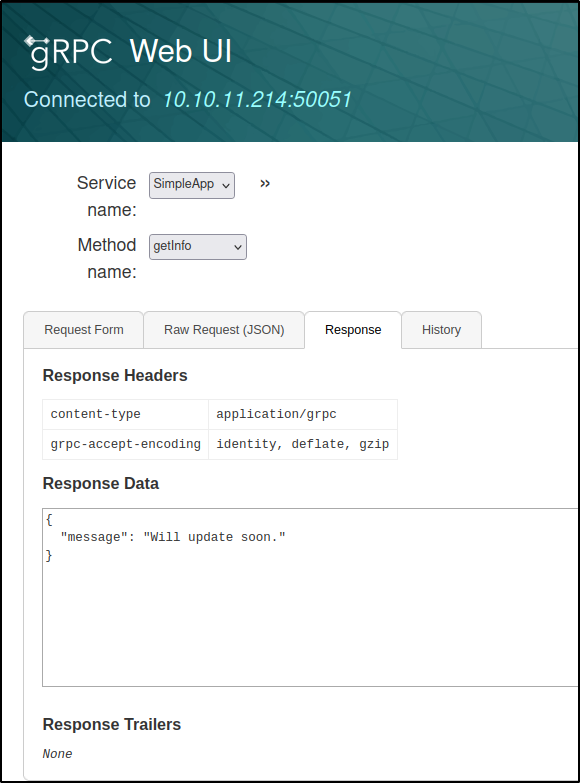 gRPC Web UI
Connected to 10.10.11.214:50051
Service name:
SimpleApp
»
Method name:
getInfo
Request Form Raw Request (JSON) Response History
Response Headers
content-type application/grpc
grpc-accept-encoding identity, deflate, gzip
Response Data
{
"message": "Will update soon."
}
Response Trailers
None